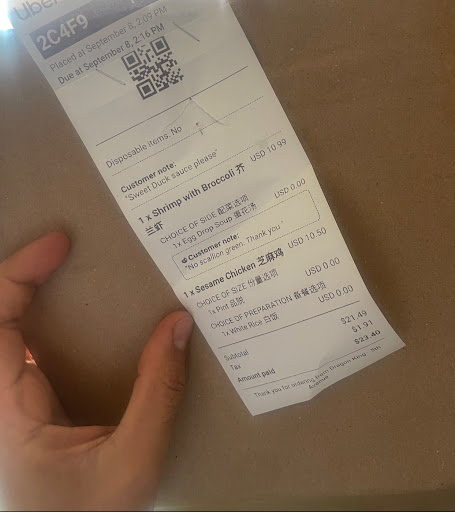 Uber
2C4F9
Placed at September 8, 2:09 PM
Due at September 8, 2:16 PM
Disposable items: No
Customer note:
"Sweet Duck sauce please"
1 x Shrimp with Broccoli 芥 USD 10.99
兰虾
CHOICE OF SIDE 配菜选项
1x Egg Drop Soup 蛋花汤 USD 0.00
Customer note:
"No scallion green. Thank you"
1 x Sesame Chicken 芝麻鸡 USD 10.50
CHOICE OF SIZE 份量选项
1x Pint 品脱 USD 0.00
CHOICE OF PREPARATION 备餐选项
1x White Rice 白饭 USD 0.00
Subtotal $21.49
Tax $1.91
Amount paid $23.40
Thank you for ordering from Dragon King 5th
Avenue